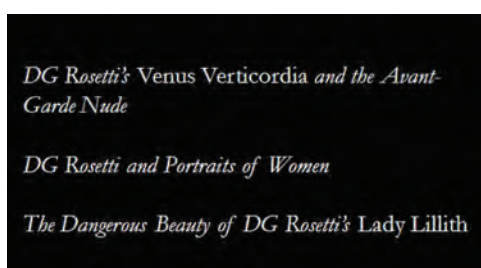 DG Rosetti's Venus Verticordia and the Avant-
Garde Nude
DG Rosetti and Portraits of Women
The Dangerous Beauty of DG Rosetti's Lady Lillith